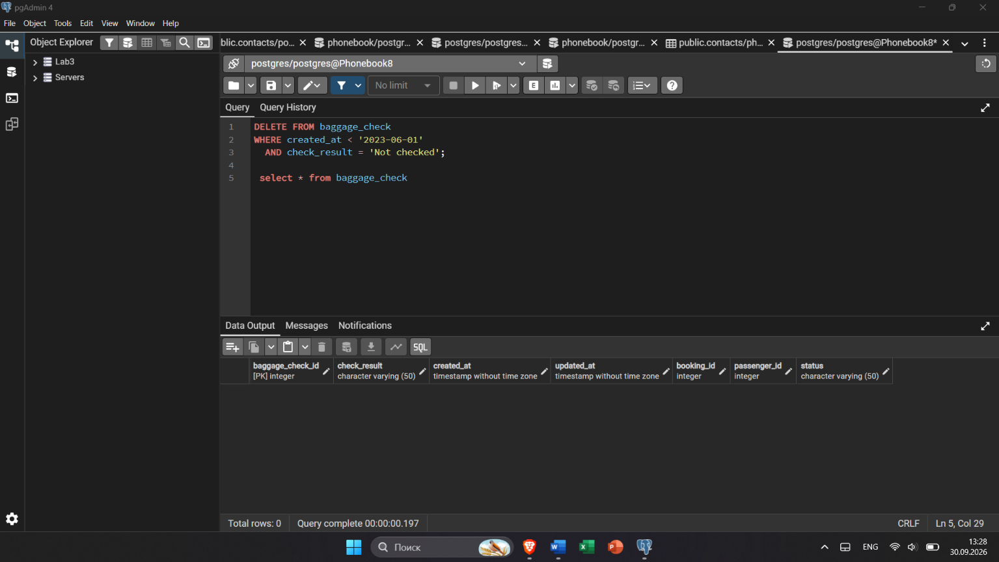 pgAdmin 4
File Object Tools Edit View Window Help
Object Explorer
blic.contacts/po...
phonebook/postgr...
postgres/postgres...
phonebook/postgr...
public.contacts/ph...
postgres/postgres@Phonebook8*
Lab3
Servers
postgres/postgres@Phonebook8
No limit
E
Query Query History
1 DELETE FROM baggage_check
2 WHERE created_at < '2023-06-01'
3 AND check_result = 'Not checked';
4
5 select * from baggage_check
Data Output Messages Notifications
SQL
baggage_check_id check_result created_at updated_at booking_id passenger_id status
[PK] integer character varying (50) timestamp without time zone timestamp without time zone integer integer character varying (50)
Total rows: 0 Query complete 00:00:00.197 CRLF Ln 5, Col 29
Поиск
ENG
13:28
30.09.2026